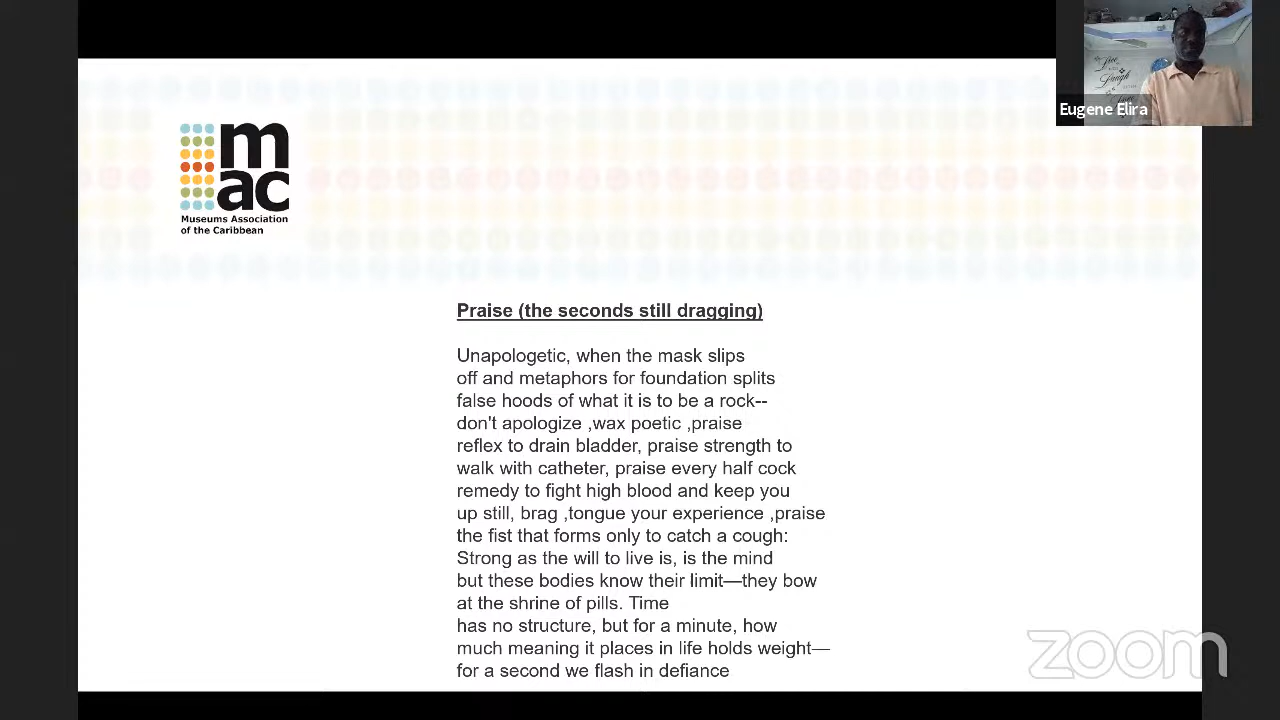 Live
Laugh
Eugene Elira
mac
Museums Association
of the Caribbean
Praise (the seconds still dragging)
Unapologetic, when the mask slips
off and metaphors for foundation splits
false hoods of what it is to be a rock--
don't apologize ,wax poetic ,praise
reflex to drain bladder, praise strength to
walk with catheter, praise every half cock
remedy to fight high blood and keep you
up still, brag ,tongue your experience ,praise
the fist that forms only to catch a cough:
Strong as the will to live is, is the mind
but these bodies know their limit—they bow
at the shrine of pills. Time
has no structure, but for a minute, how
much meaning it places in life holds weight—
for a second we flash in defiance
zoom